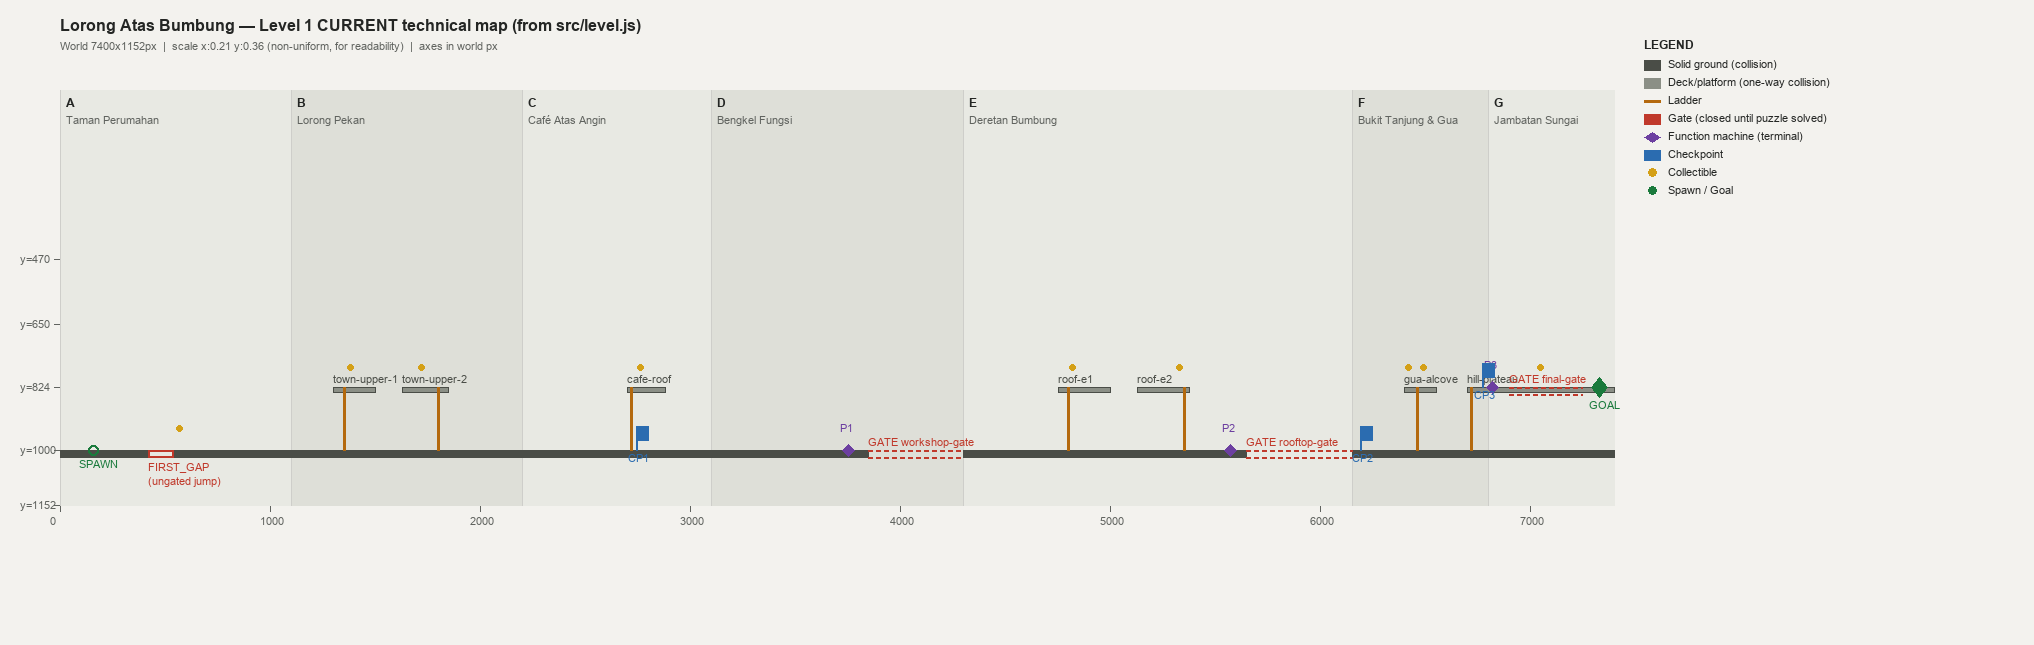 Lorong Atas Bumbung — Level 1 CURRENT technical map (from src/level.js)
World 7400x1152px | scale x:0.21 y:0.36 (non-uniform, for readability) | axes in world px
LEGEND
Solid ground (collision)
Deck/platform (one-way collision)
Ladder
Gate (closed until puzzle solved)
Function machine (terminal)
Checkpoint
Collectible
Spawn / Goal
A
Taman Perumahan
B
Lorong Pekan
C
Café Atas Angin
D
Bengkel Fungsi
E
Deretan Bumbung
F
Bukit Tanjung & Gua
G
Jambatan Sungai
y=470
y=650
y=824
y=1000
y=1152
town-upper-1
town-upper-2
cafe-roof
roof-e1
roof-e2
gua-alcove
hill-plateau
P3
GATE final-gate
CP3
GOAL
SPAWN
FIRST_GAP
(ungated jump)
CP1
P1
GATE workshop-gate
P2
GATE rooftop-gate
CP2
0
1000
2000
3000
4000
5000
6000
7000